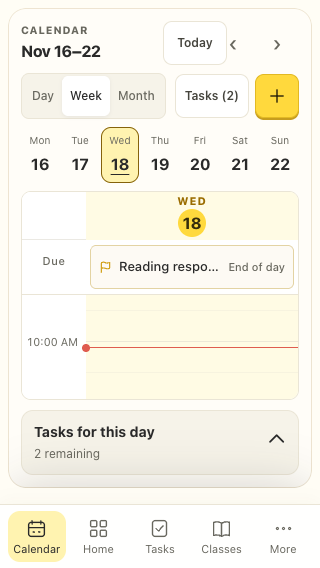 CALENDAR
Nov 16–22
Today
Day Week Month
Tasks (2)
Mon Tue Wed Thu Fri Sat Sun
16 17 18 19 20 21 22
WED
18
Due
Reading respo... End of day
10:00 AM
Tasks for this day
2 remaining
Calendar Home Tasks Classes More